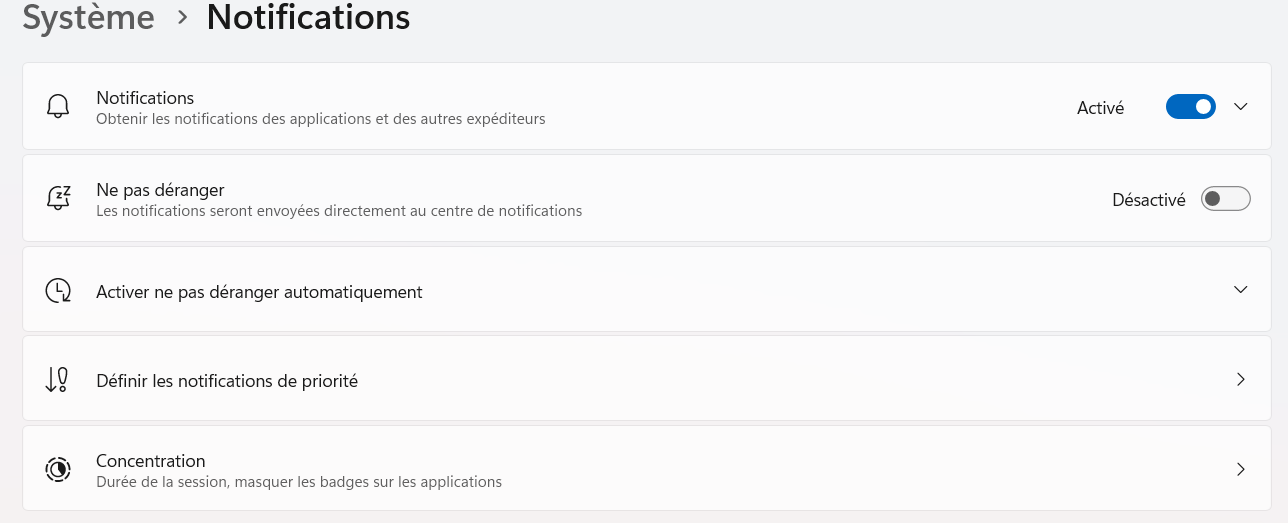 Système > Notifications
Notifications
Obtenir les notifications des applications et des autres expéditeurs
Activé
Ne pas déranger
Les notifications seront envoyées directement au centre de notifications
Désactivé
Activer ne pas déranger automatiquement
Définir les notifications de priorité
Concentration
Durée de la session, masquer les badges sur les applications